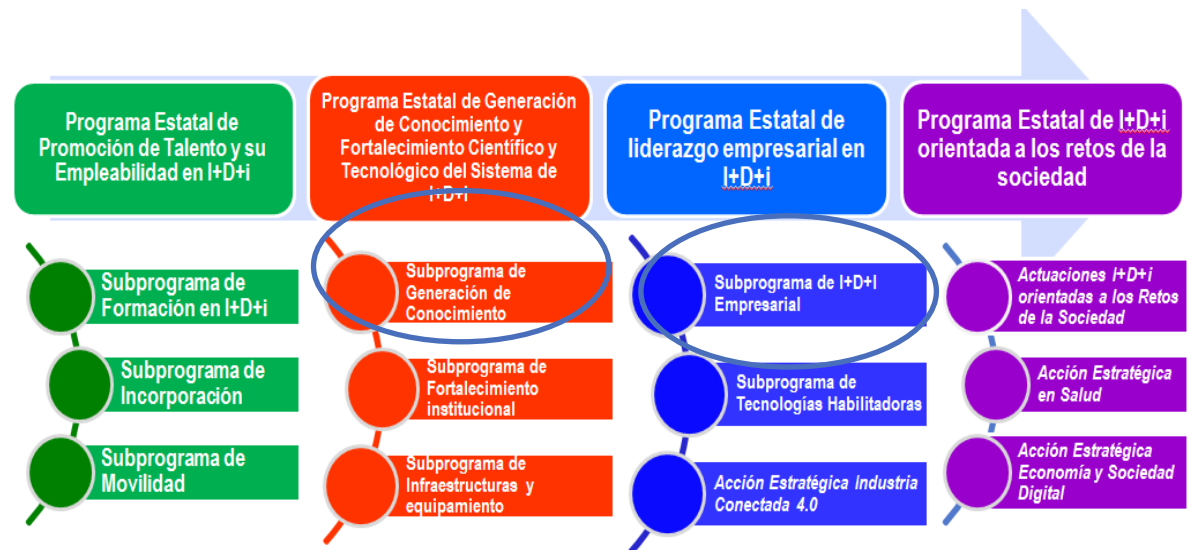 Programa Estatal de
Promoción de Talento y su
Empleabilidad en I+D+i
Programa Estatal de Generación
de Conocimiento y
Fortalecimiento Científico y
Tecnológico del Sistema de
I+D+i
Programa Estatal de
liderazgo empresarial en
I+D+i
Programa Estatal de I+D+i
orientada a los retos de la
sociedad
Subprograma de
Formación en I+D+i
Subprograma de
Incorporación
Subprograma de
Movilidad
Subprograma de
Generación de
Conocimiento
Subprograma de
Fortalecimiento
institucional
Subprograma de
Infraestructuras y
equipamiento
Subprograma de I+D+I
Empresarial
Subprograma de
Tecnologías Habilitadoras
Acción Estratégica Industria
Conectada 4.0
Actuaciones I+D+i
orientadas a los Retos
de la Sociedad
Acción Estratégica
en Salud
Acción Estratégica
Economía y Sociedad
Digital